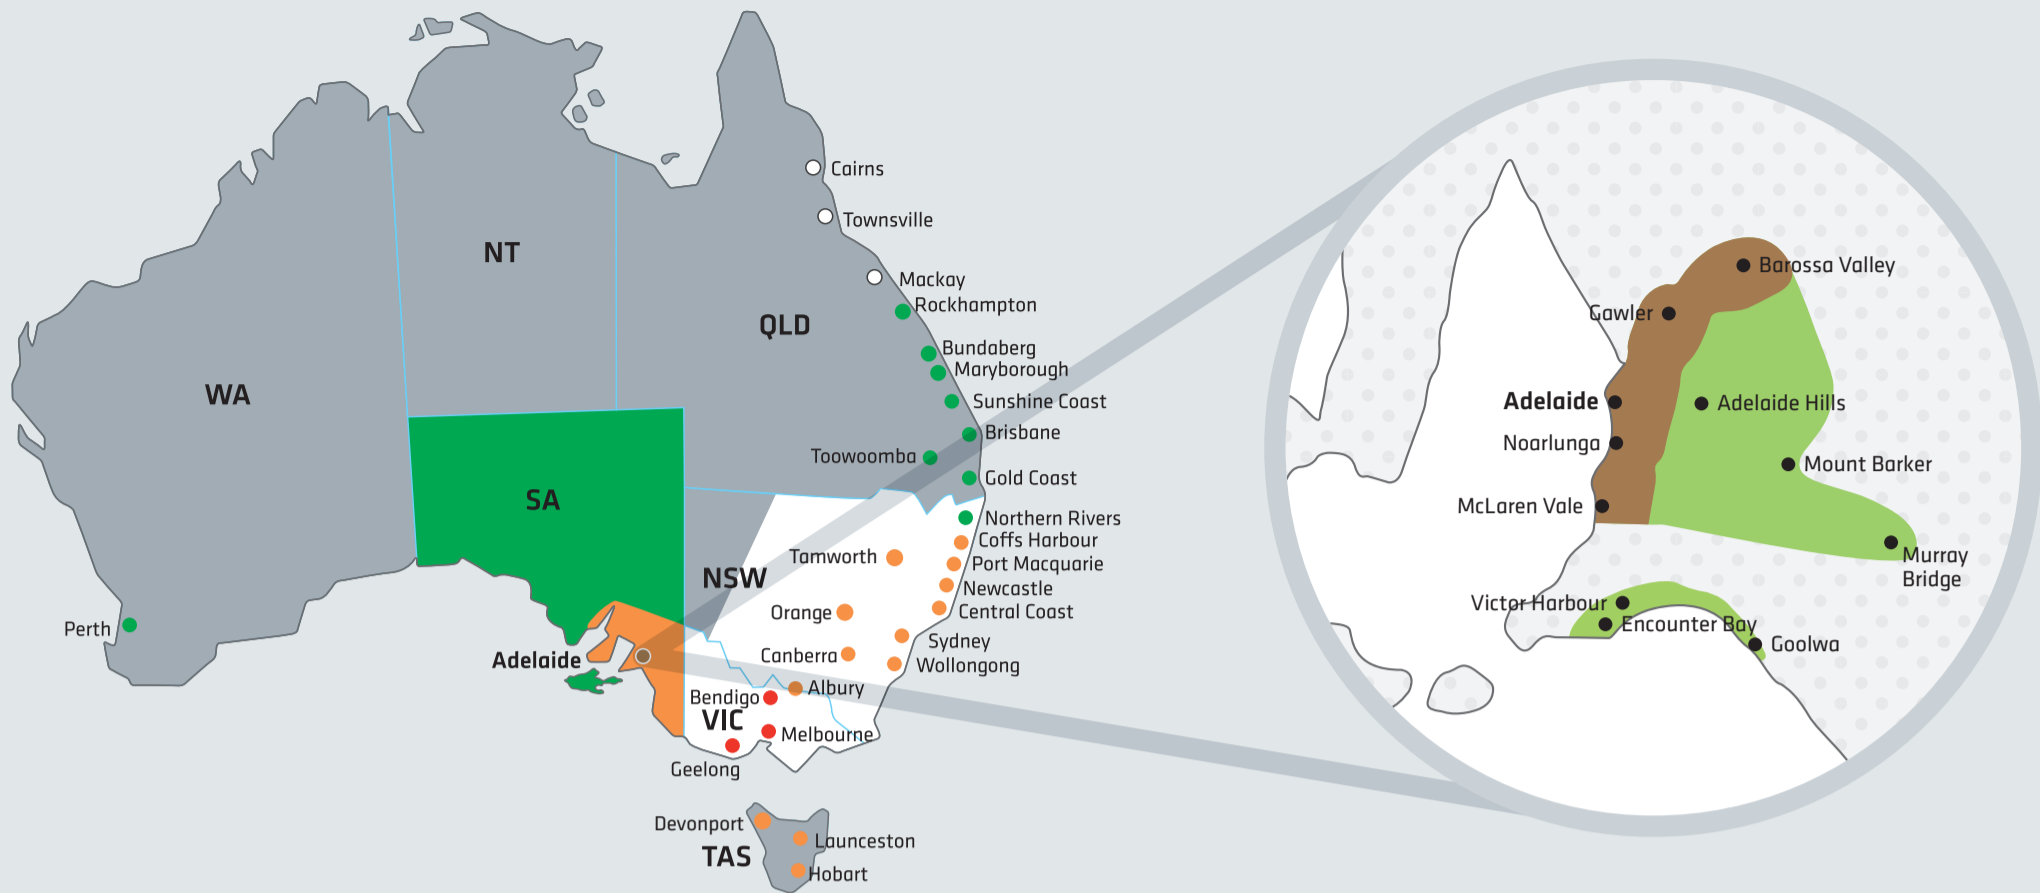 Cairns
Townsville
NT
Mackay
Rockhampton
QLD
Bundaberg
Maryborough
WA
Sunshine Coast
Brisbane
Toowoomba
Gold Coast
SA
Northern Rivers
Coffs Harbour
Tamworth
Port Macquarie
NSW
Newcastle
Orange
Central Coast
Perth
Sydney
Adelaide
Canberra
Wollongong
Albury
Bendigo
VIC
Melbourne
Geelong
Devonport
Launceston
TAS
Hobart
Barossa Valley
Gawler
Adelaide
Adelaide Hills
Noarlunga
Mount Barker
McLaren Vale
Murray
Bridge
Victor Harbour
Encounter Bay
Goolwa